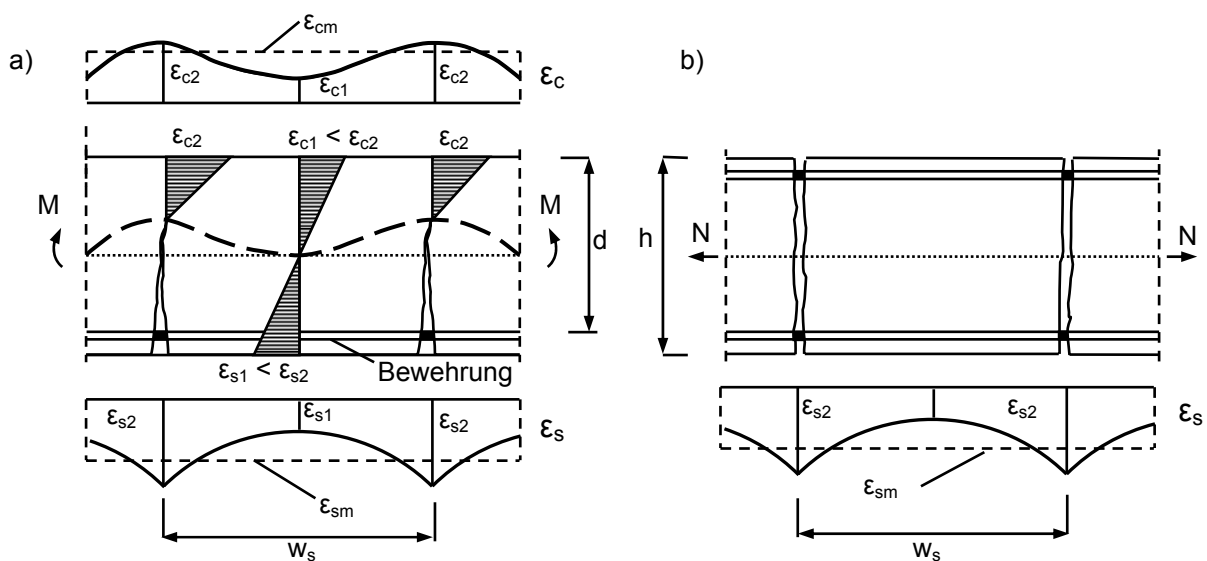 a)
ε_cm
ε_c2
ε_c1
ε_c2
ε_c
ε_c2
ε_c1 < ε_c2
ε_c2
M
M
d
ε_s1 < ε_s2
Bewehrung
ε_s2
ε_s1
ε_s2
ε_s
ε_sm
w_s
b)
h
N
N
ε_s2
ε_s2
ε_s
ε_sm
w_s